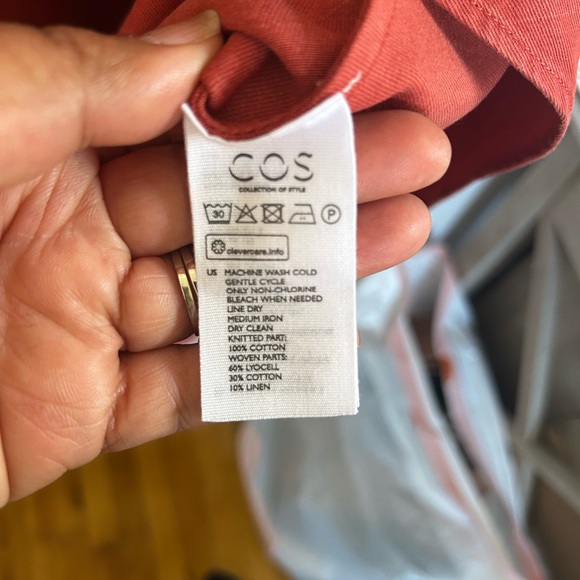 COS
COLLECTION OF STYLE
30 P
clevercare.info
US MACHINE WASH COLD
GENTLE CYCLE
ONLY NON-CHLORINE
BLEACH WHEN NEEDED
LINE DRY
MEDIUM IRON
DRY CLEAN
KNITTED PART:
100% COTTON
WOVEN PARTS:
60% LYOCELL
30% COTTON
10% LINEN